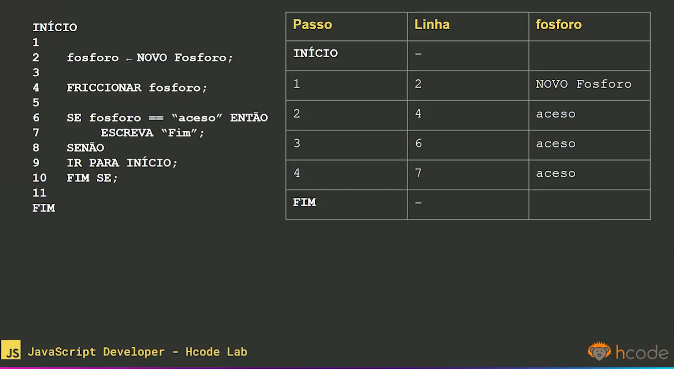 INÍCIO
1
2 fosforo ← NOVO Fosforo;
3
4 FRICCIONAR fosforo;
5
6 SE fosforo == “aceso” ENTÃO
7 ESCREVA “Fim”;
8 SENÃO
9 IR PARA INÍCIO;
10 FIM SE;
11
FIM
Passo Linha fosforo
INÍCIO –
1 2 NOVO Fosforo
2 4 aceso
3 6 aceso
4 7 aceso
FIM –
JS JavaScript Developer - Hcode Lab
hcode